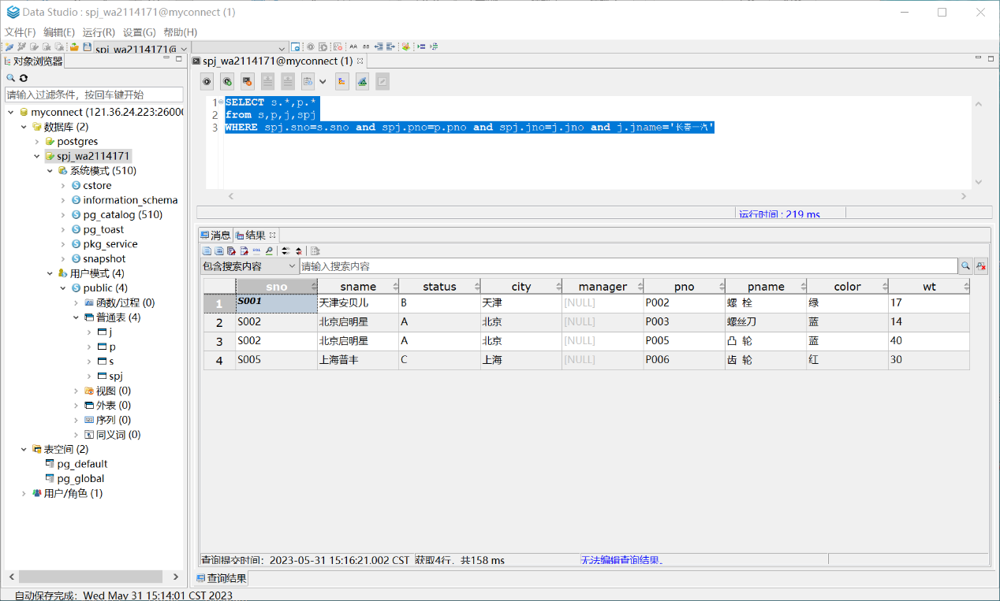 Data Studio : spj_wa2114171@myconnect (1)
文件(F) 编辑(E) 运行(R) 设置(G) 帮助(H)
spj_wa2114171@
对象浏览器
请输入过滤条件，按回车键开始
myconnect (121.36.24.223:26000
数据库 (2)
postgres
spj_wa2114171
系统模式 (510)
cstore
information_schema
pg_catalog (510)
pg_toast
pkg_service
snapshot
用户模式 (4)
public (4)
函数/过程 (0)
普通表 (4)
j
p
s
spj
视图 (0)
外表 (0)
序列 (0)
同义词 (0)
表空间 (2)
pg_default
pg_global
用户/角色 (1)
spj_wa2114171@myconnect (1)
1 SELECT s.*,p.*
2 from s,p,j,spj
3 WHERE spj.sno=s.sno and spj.pno=p.pno and spj.jno=j.jno and j.jname='长春一汽'
运行时间 : 219 ms
消息 结果
包含搜索内容 请输入搜索内容
sno sname status city manager pno pname color wt
1 S001 天津安贝儿 B 天津 [NULL] P002 螺 栓 绿 17
2 S002 北京启明星 A 北京 [NULL] P003 螺丝刀 蓝 14
3 S002 北京启明星 A 北京 [NULL] P005 凸 轮 蓝 40
4 S005 上海普丰 C 上海 [NULL] P006 齿 轮 红 30
查询提交时间：2023-05-31 15:16:21.002 CST 获取4行，共158 ms 无法编辑查询结果。
查询结果
自动保存完成：Wed May 31 15:14:01 CST 2023